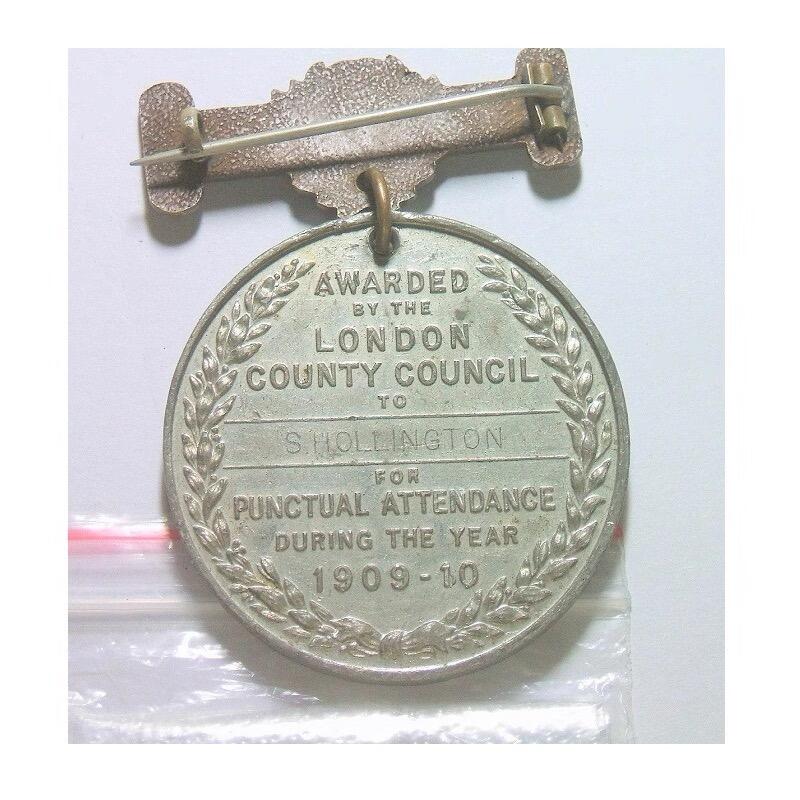 AWARDED
BY THE
LONDON
COUNTY COUNCIL
TO
S. HOLLINGTON
FOR
PUNCTUAL ATTENDANCE
DURING THE YEAR
1909-10